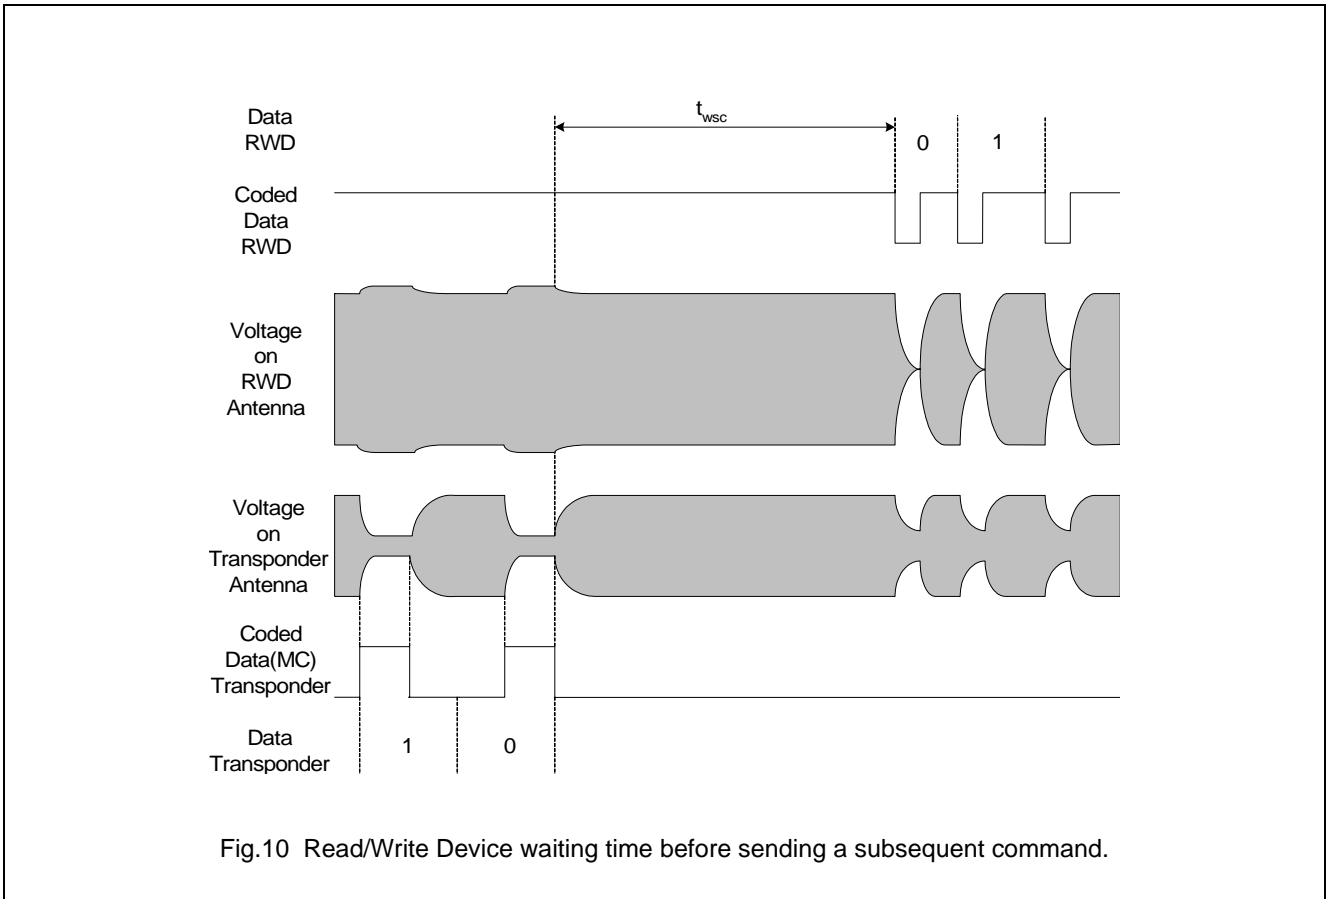 Data
RWD
t_wsc
0 1
Coded
Data
RWD
Voltage
on
RWD
Antenna
Voltage
on
Transponder
Antenna
Coded
Data(MC)
Transponder
Data
Transponder
1 0
Fig.10 Read/Write Device waiting time before sending a subsequent command.